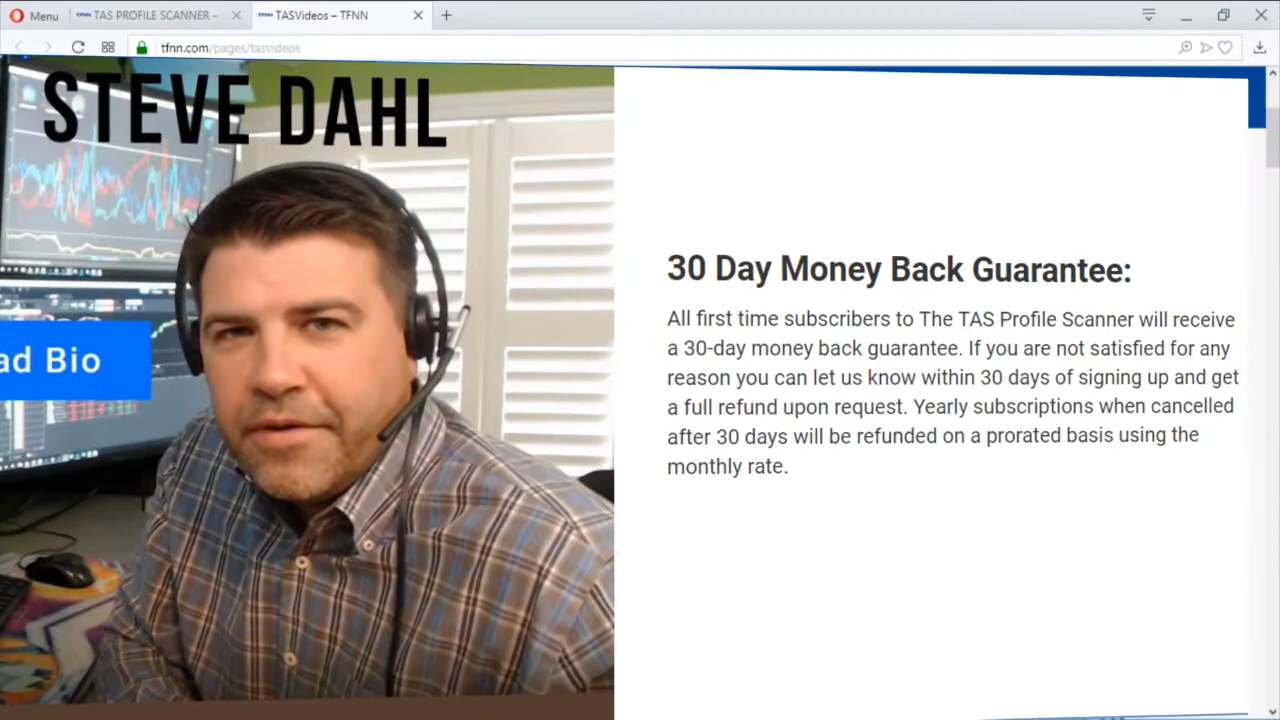 Menu
TFNN TAS PROFILE SCANNER –
TFNN TASVideos – TFNN
tfnn.com/pages/tasvideos
STEVE DAHL
ad Bio
30 Day Money Back Guarantee:
All first time subscribers to The TAS Profile Scanner will receive
a 30-day money back guarantee. If you are not satisfied for any
reason you can let us know within 30 days of signing up and get
a full refund upon request. Yearly subscriptions when cancelled
after 30 days will be refunded on a prorated basis using the
monthly rate.